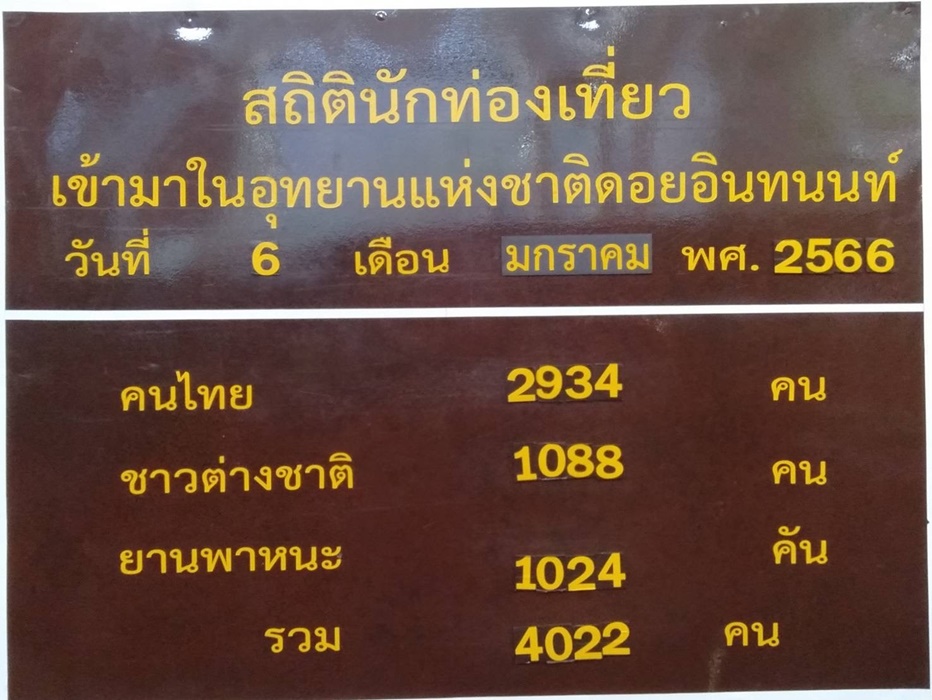 สถิตินักท่องเที่ยว
เข้ามาในอุทยานแห่งชาติดอยอินทนนท์
วันที่ 6 เดือน มกราคม พศ. 2566
คนไทย 2934 คน
ชาวต่างชาติ 1088 คน
ยานพาหนะ 1024 คัน
รวม 4022 คน